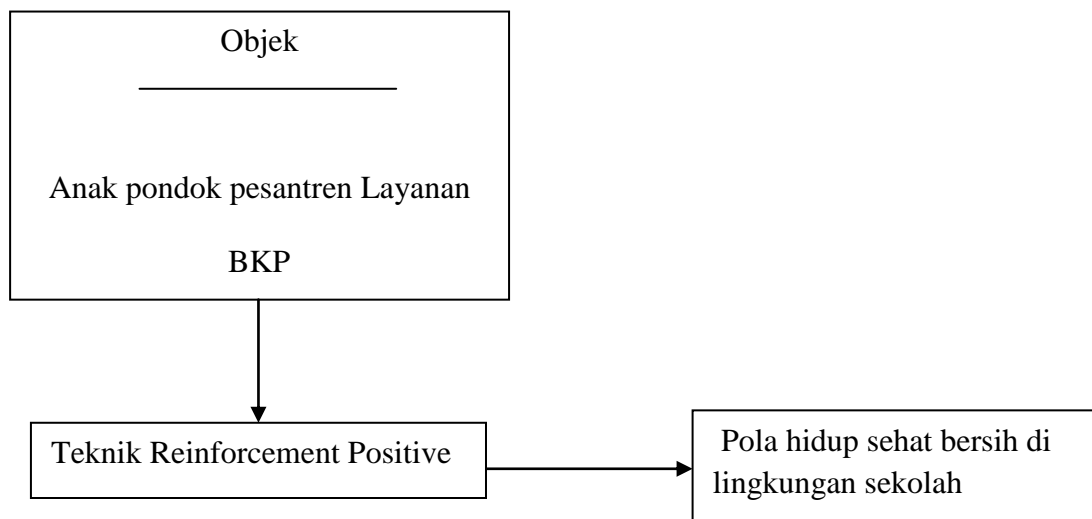 Objek
Anak pondok pesantren Layanan
BKP
Teknik Reinforcement Positive
Pola hidup sehat bersih di
lingkungan sekolah